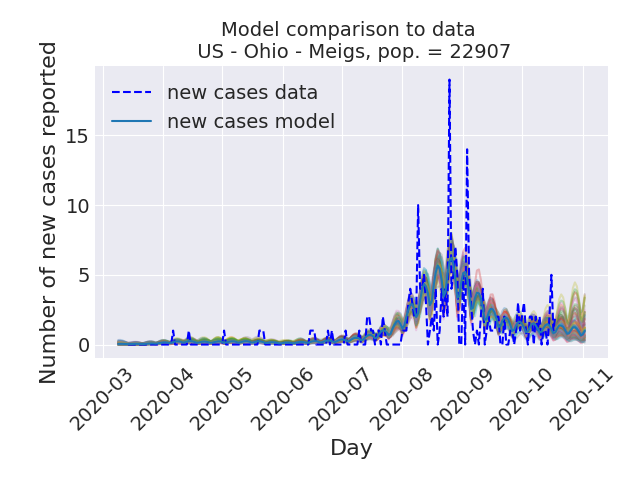 Model comparison to data
US - Ohio - Meigs, pop. = 22907
new cases data
new cases model
Number of new cases reported
15
10
5
0
2020-03
2020-04
2020-05
2020-06
2020-07
2020-08
2020-09
2020-10
2020-11
Day